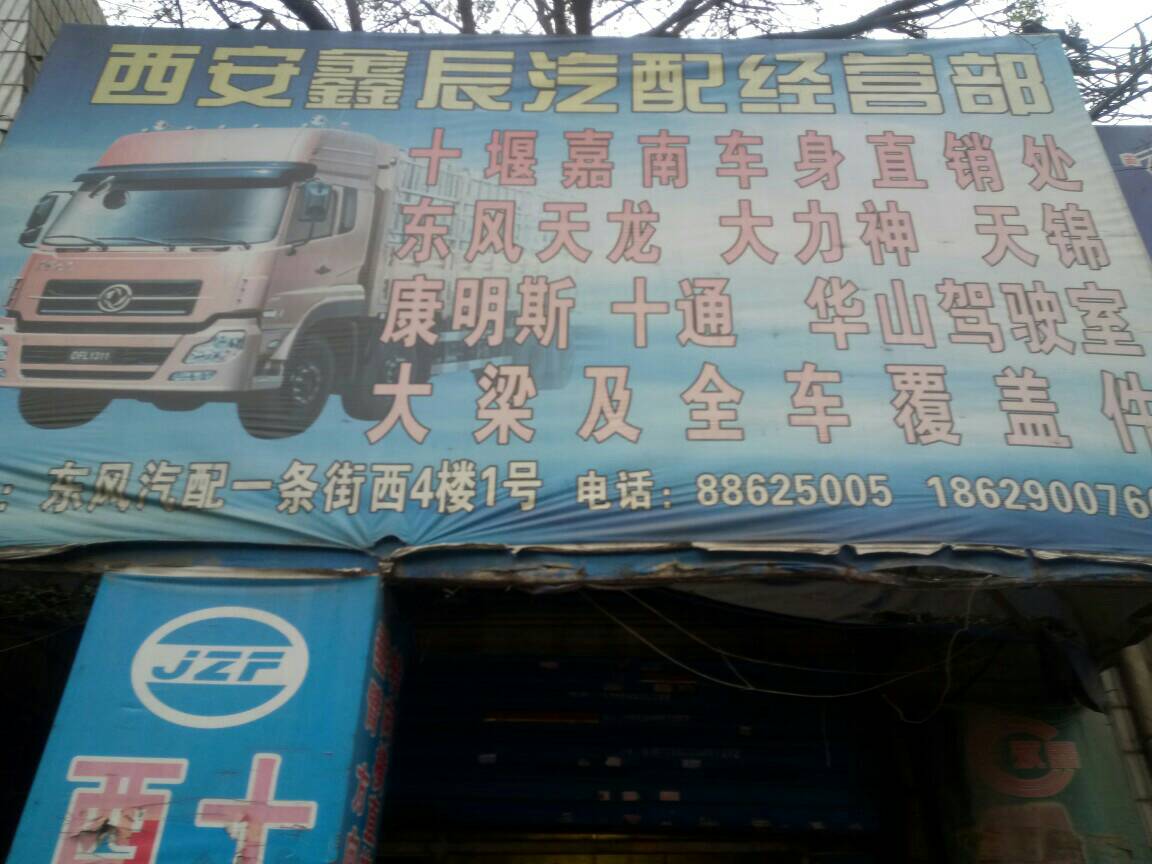 西安鑫辰汽配经营部
十堰嘉南车身直销处
东风天龙 大力神 天锦
康明斯 十通 华山驾驶室
大梁及全车覆盖件
DFL1311
：东风汽配一条街西4楼1号 电话：88625005 1862900760
JZF
西十